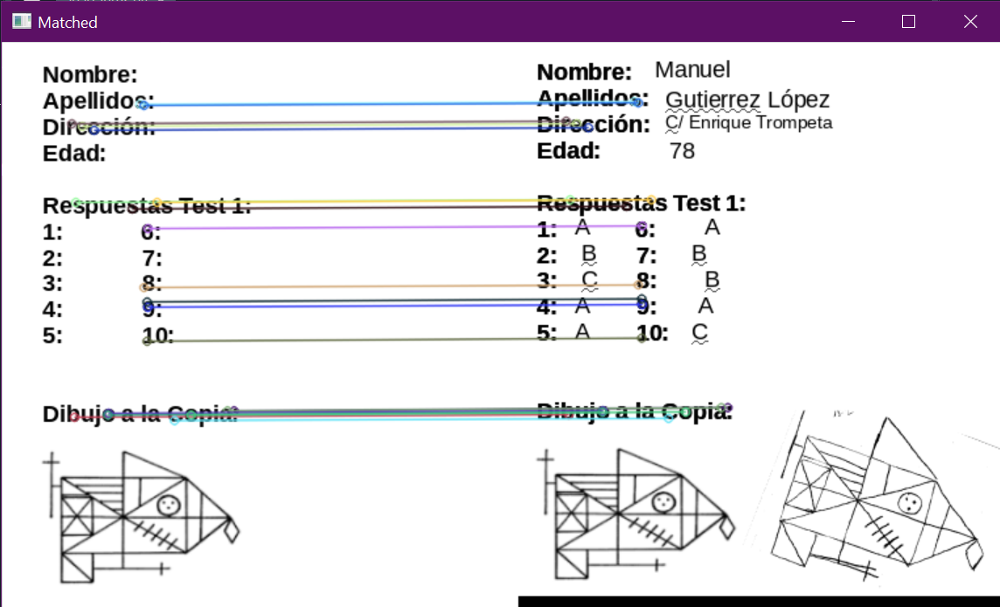 Matched
Nombre:
Apellidos:
Dirección:
Edad:
Respuestas Test 1:
1: 6:
2: 7:
3: 8:
4: 9:
5: 10:
Dibujo a la Copia:
Nombre: Manuel
Apellidos: Gutierrez López
Dirección: C/ Enrique Trompeta
Edad: 78
Respuestas Test 1:
1: A 6: A
2: B 7: B
3: C 8: B
4: A 9: A
5: A 10: C
Dibujo a la Copia: